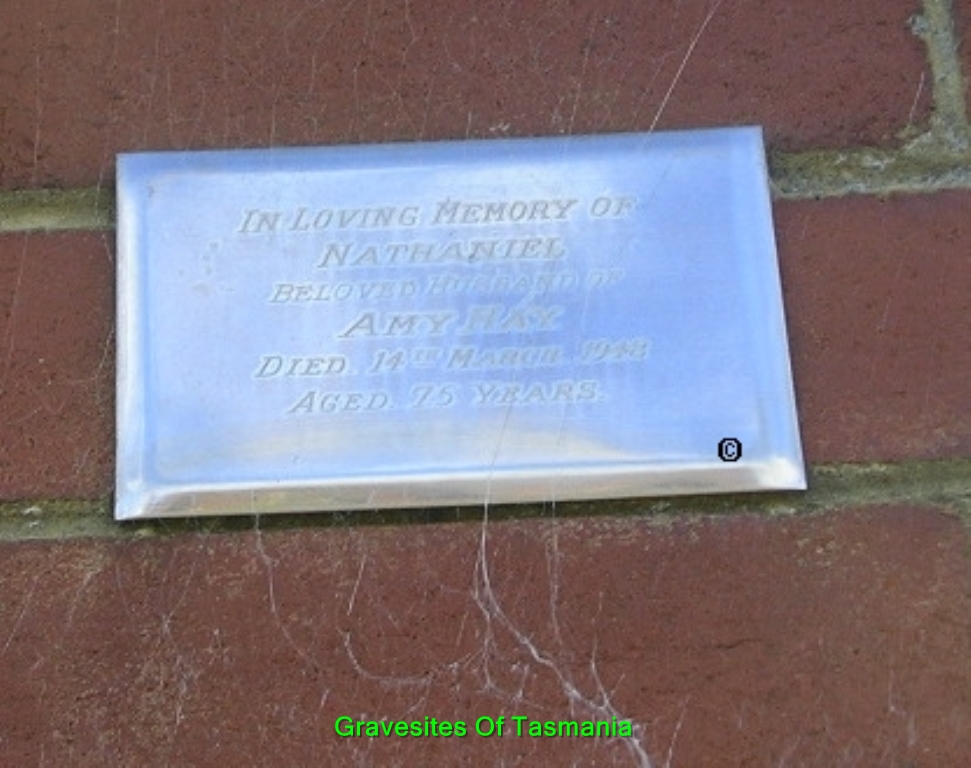 IN LOVING MEMORY OF
NATHANIEL
BELOVED HUSBAND OF
AMY HAY
DIED 14TH MARCH 1948
AGED 75 YEARS.
©
Gravesites Of Tasmania